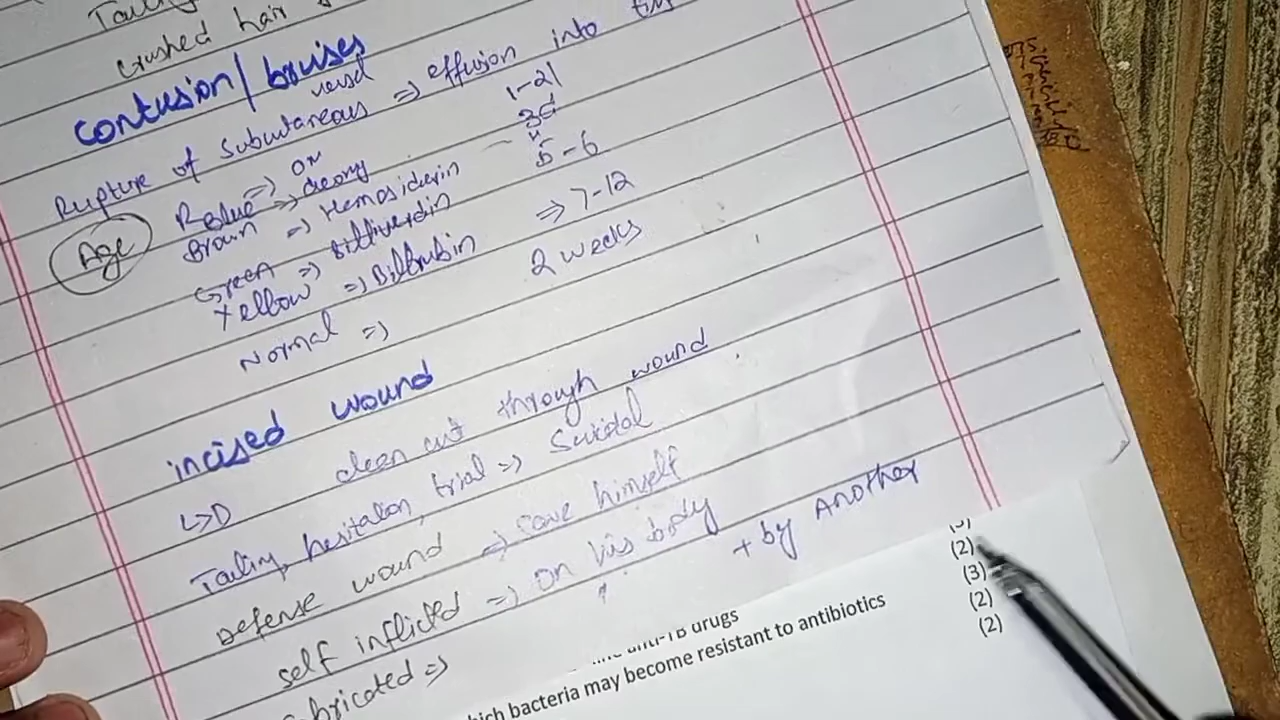 Tailing
crushed hair
contusion/ bruises
vessel
Rupture of Subcutaneous => effusion into
Age
Red => 1-2
Blue => deoxy 3d
Brown => Hemosiderin - 4
Green => Biliverdin 5-6
Yellow => Bilirubin => 7-12
Normal => 2 weeks
incised wound
↳D clean cut through wound
Tailing, hesitation, trial => Suicidal
Defense wound => save himself
self inflicted => on his body
fabricated => + by Another
anti-TB drugs
which bacteria may become resistant to antibiotics
(2)
(3)
(2)
(2)